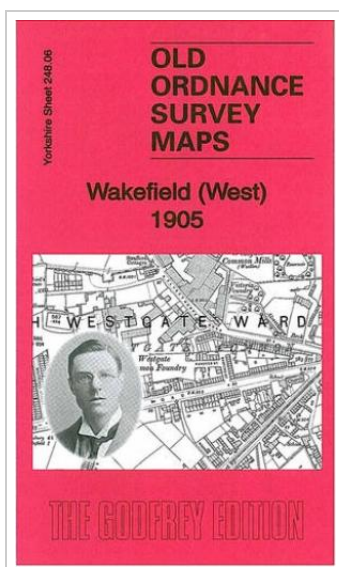 Yorkshire Sheet 248.06
OLD
ORDNANCE
SURVEY
MAPS
Wakefield (West)
1905
Common Mills
(Woollen)
H WESTGATE WARD
Westgate
Foundry
THE GODFREY EDITION